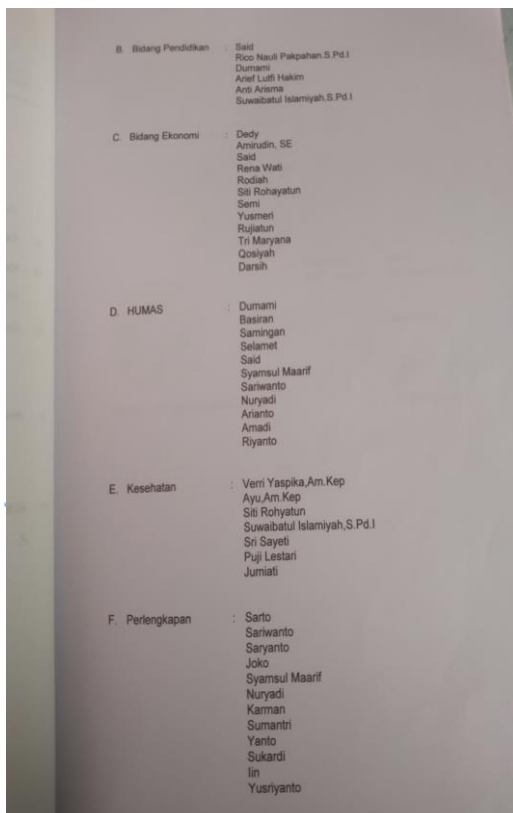 B. Bidang Pendidikan : Said
Rico Nauli Pakpahan.S.Pd.I
Durnami
Arief Lutfi Hakim
Anti Arisma
Suwaibatul Islamiyah,S.Pd.I
C. Bidang Ekonomi : Dedy
Amirudin, SE
Said
Rena Wati
Rodiah
Siti Rohayatun
Semi
Yusmeri
Rujiatun
Tri Maryana
Qosiyah
Darsih
D. HUMAS : Durnami
Basiran
Samingan
Selamet
Said
Syamsul Maarif
Sariwanto
Nuryadi
Arianto
Amadi
Riyanto
E. Kesehatan : Verri Yaspika,Am.Kep
Ayu,Am.Kep
Siti Rohyatun
Suwaibatul Islamiyah,S.Pd.I
Sri Sayeti
Puji Lestari
Jumiati
F. Perlengkapan : Sarto
Sariwanto
Saryanto
Joko
Syamsul Maarif
Nuryadi
Karman
Sumantri
Yanto
Sukardi
Iin
Yusriyanto